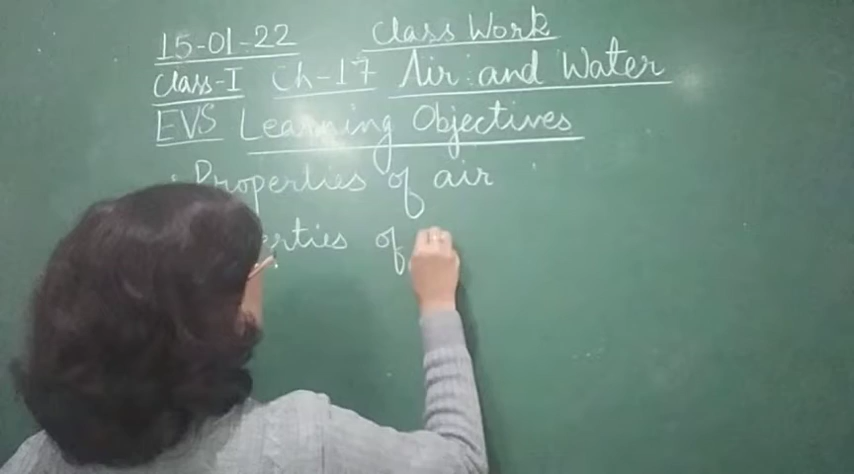 15-01-22 Class Work
Class-I Ch-17 Air and Water
EVS Learning Objectives
• Properties of air
erties of